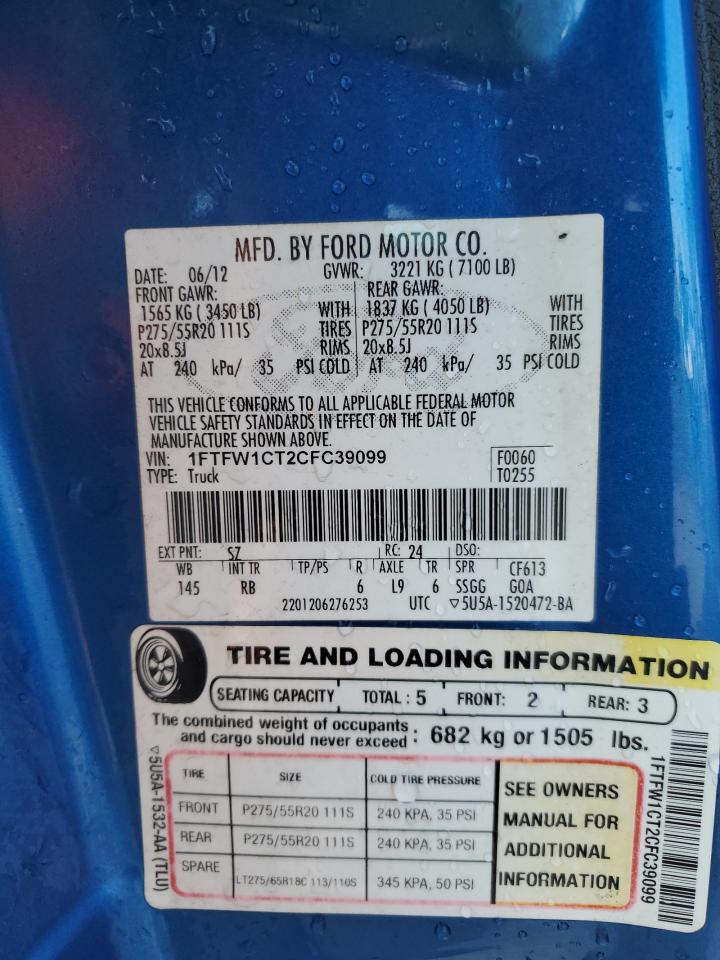 MFD. BY FORD MOTOR CO.
DATE: 06/12 GVWR: 3221 KG ( 7100 LB)
FRONT GAWR: REAR GAWR:
1565 KG ( 3450 LB) WITH 1837 KG ( 4050 LB) WITH
P275/55R20 111S TIRES P275/55R20 111S TIRES
20x8.5J RIMS 20x8.5J RIMS
AT 240 kPa/ 35 PSI COLD AT 240 kPa/ 35 PSI COLD
THIS VEHICLE CONFORMS TO ALL APPLICABLE FEDERAL MOTOR
VEHICLE SAFETY STANDARDS IN EFFECT ON THE DATE OF
MANUFACTURE SHOWN ABOVE.
VIN: 1FTFW1CT2CFC39099 F0060
TYPE: Truck T0255
EXT PNT: SZ RC: 24 DSO:
WB INT TR TP/PS R AXLE TR SPR CF613
145 RB 6 L9 6 SSGG GOA
2201206276253 UTC ▽5U5A-1520472-BA
TIRE AND LOADING INFORMATION
SEATING CAPACITY TOTAL : 5 FRONT: 2 REAR: 3
The combined weight of occupants
and cargo should never exceed : 682 kg or 1505 lbs.
TIRE SIZE COLD TIRE PRESSURE
FRONT P275/55R20 111S 240 KPA, 35 PSI
REAR P275/55R20 111S 240 KPA, 35 PSI
SPARE LT275/65R18C 113/110S 345 KPA, 50 PSI
SEE OWNERS
MANUAL FOR
ADDITIONAL
INFORMATION
▽5U5A-1532-AA (TLU)
1FTFW1CT2CFC39099